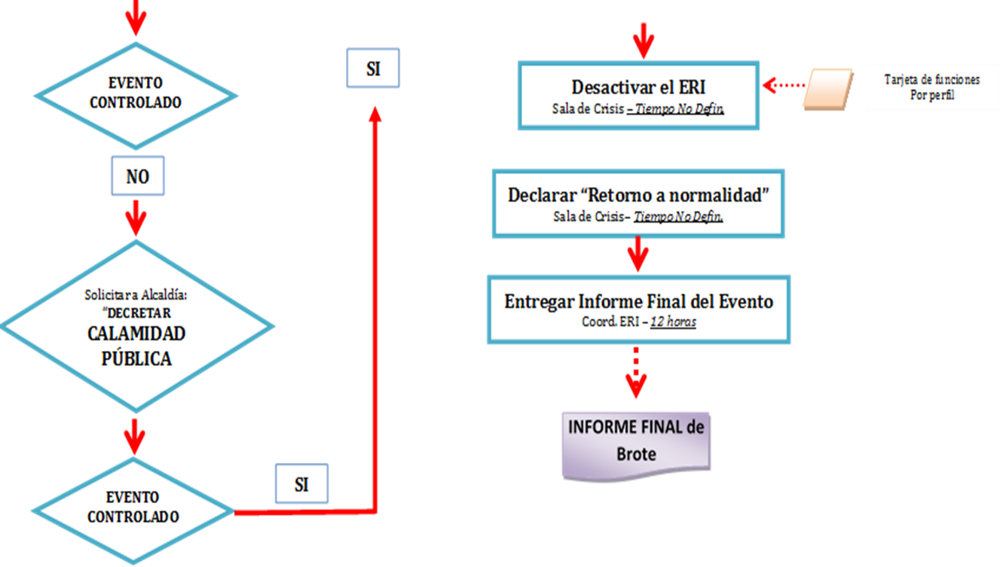 EVENTO
CONTROLADO
NO
Solicitar a Alcaldía:
"DECRETAR
CALAMIDAD
PÚBLICA
EVENTO
CONTROLADO
SI
SI
Desactivar el ERI
Sala de Crisis – Tiempo No Defin.
Tarjeta de funciones
Por perfil
Declarar “Retorno a normalidad”
Sala de Crisis– Tiempo No Defin.
Entregar Informe Final del Evento
Coord. ERI – 12 horas
INFORME FINAL de
Brote